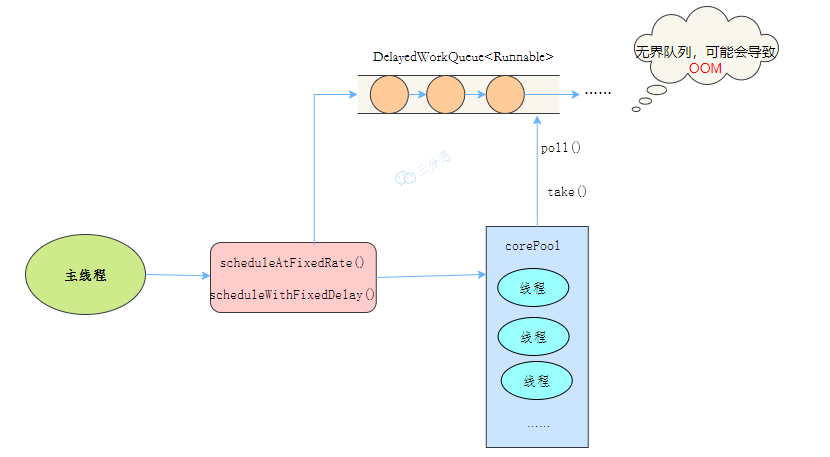 DelayedWorkQueue<Runnable>
无界队列，可能会导致
OOM
......
poll()
三分恶
take()
主线程
scheduleAtFixedRate()
scheduleWithFixedDelay()
corePool
线程
线程
线程
......